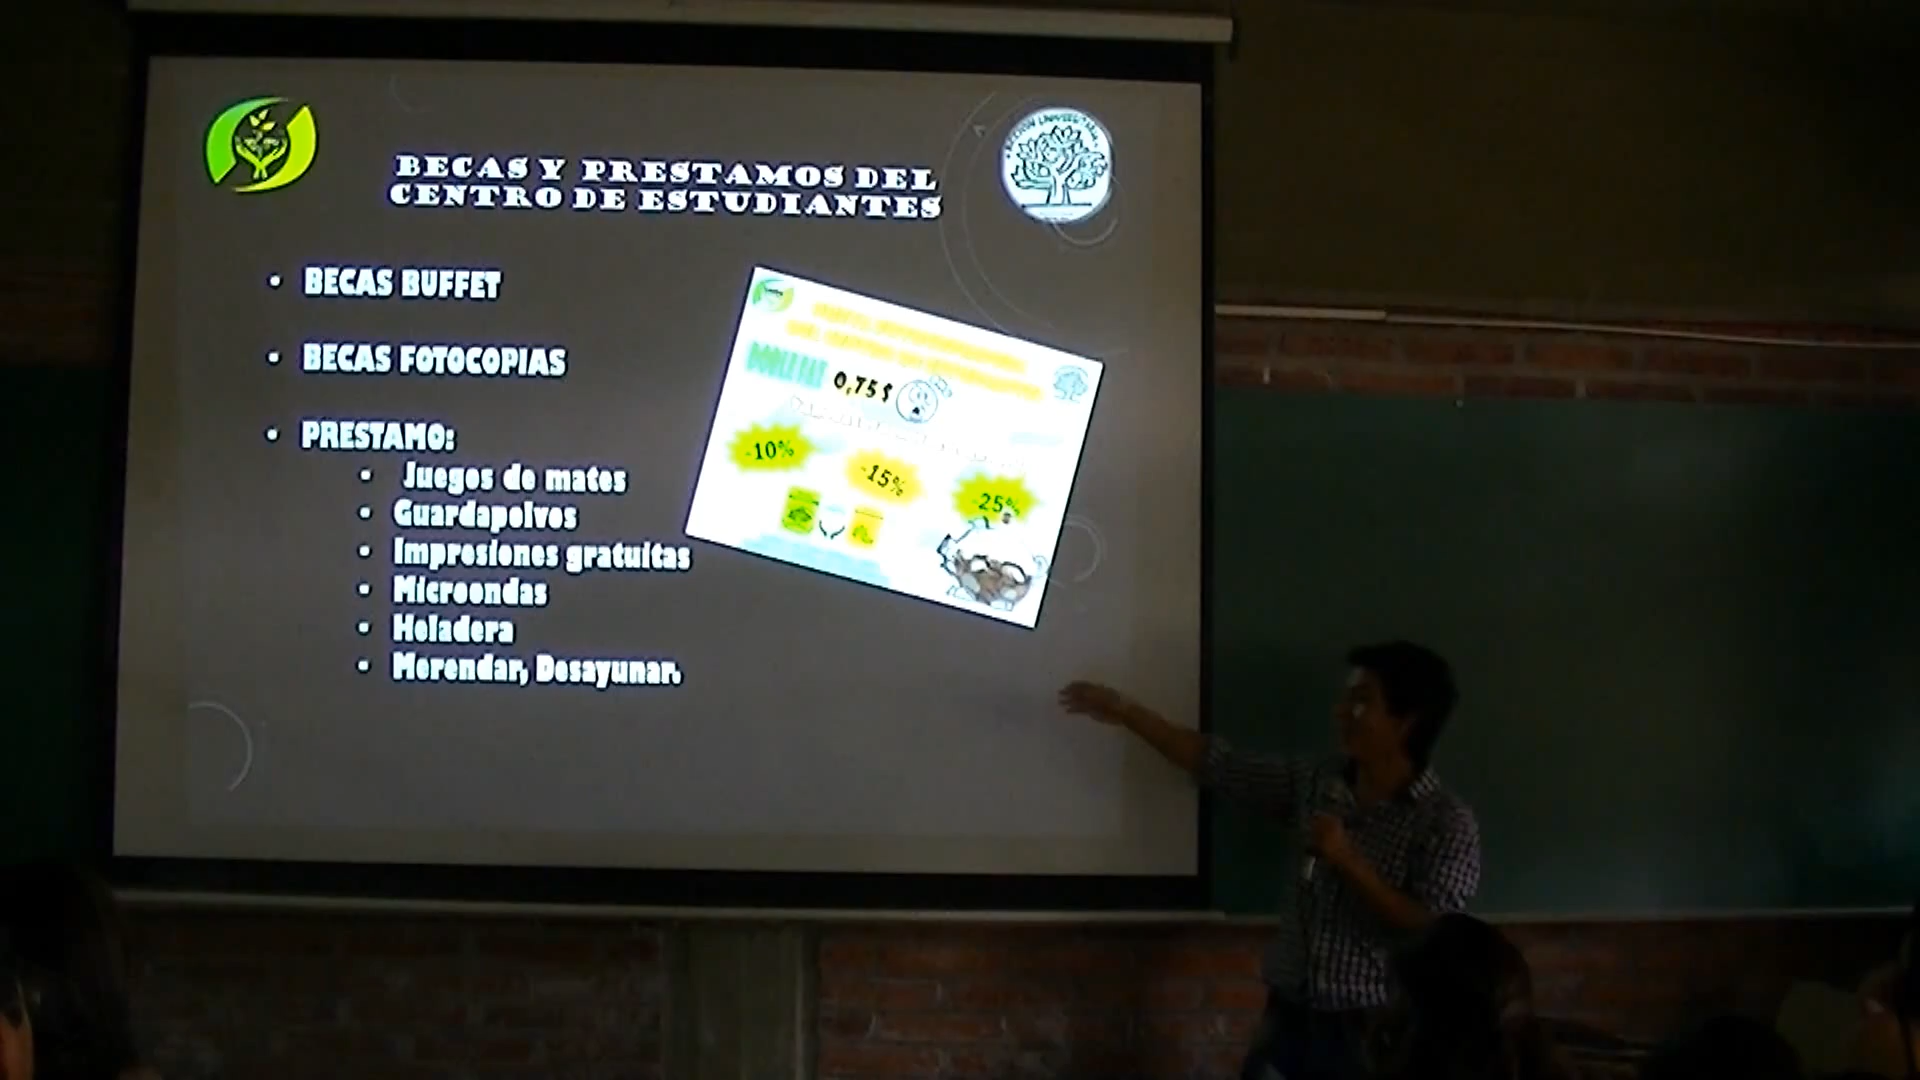 BECAS Y PRESTAMOS DEL
CENTRO DE ESTUDIANTES
• BECAS BUFFET
• BECAS FOTOCOPIAS
• PRESTAMO:
• Juegos de mates
• Guardapolvos
• Impresiones gratuitas
• Microondas
• Heladera
• Merendar, Desayunar.
0,75 $
-10%
-15%
-25%